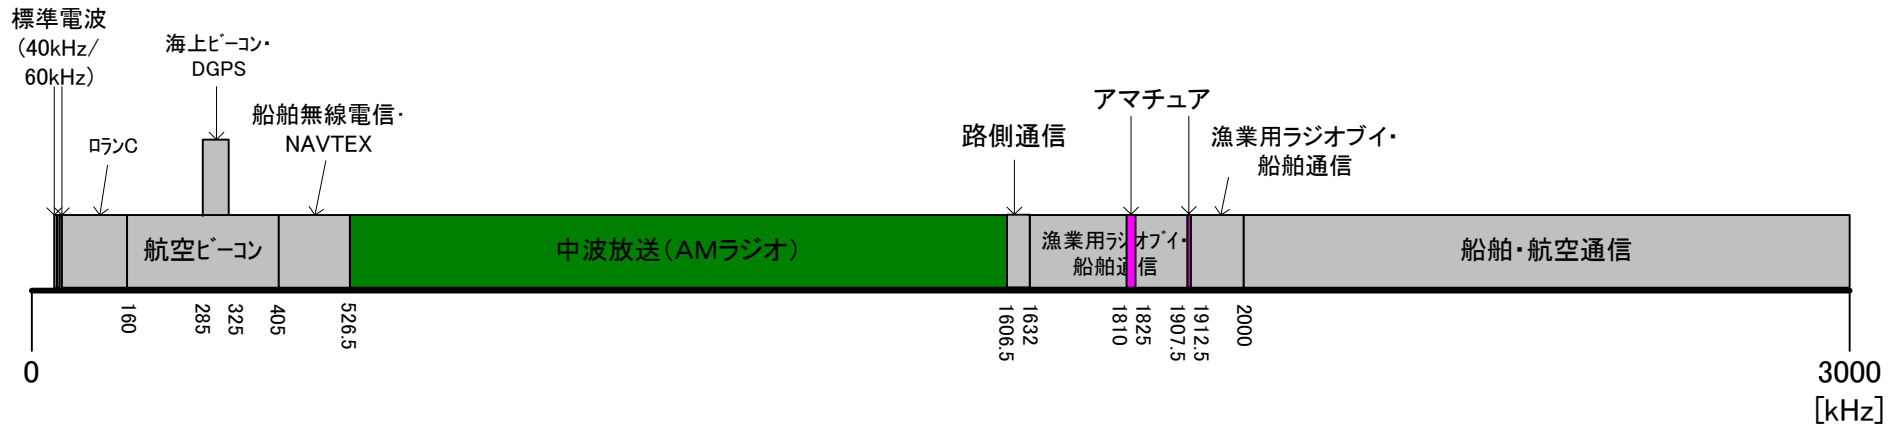 標準電波
(40kHz/
60kHz)
海上ﾋﾞｰｺﾝ・
DGPS
ﾛﾗﾝC
船舶無線電信・
NAVTEX
路側通信
アマチュア
漁業用ラジオブイ・
船舶通信
航空ﾋﾞｰｺﾝ
中波放送(AMラジオ)
漁業用ﾗｼﾞｵﾌﾞｲ・
船舶通信
船舶・航空通信
160
285
325
405
526.5
1606.5
1632
1810
1825
1907.5
1912.5
2000
0
3000
[kHz]